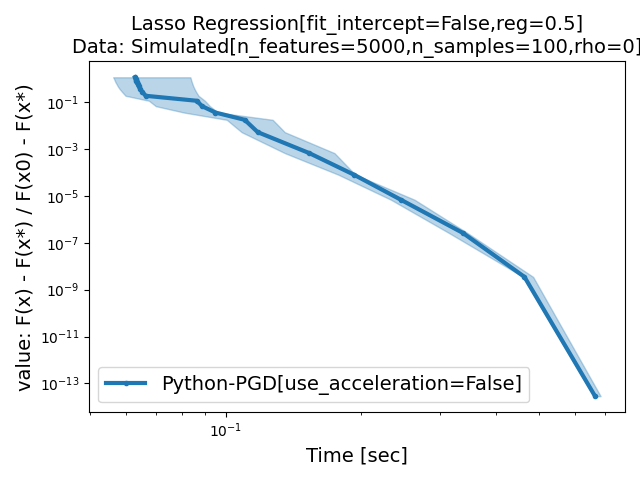 Lasso Regression[fit_intercept=False,reg=0.5]
Data: Simulated[n_features=5000,n_samples=100,rho=0]
value: F(x) - F(x*) / F(x0) - F(x*)
10⁻¹
10⁻³
10⁻⁵
10⁻⁷
10⁻⁹
10⁻¹¹
10⁻¹³
Python-PGD[use_acceleration=False]
10⁻¹
Time [sec]